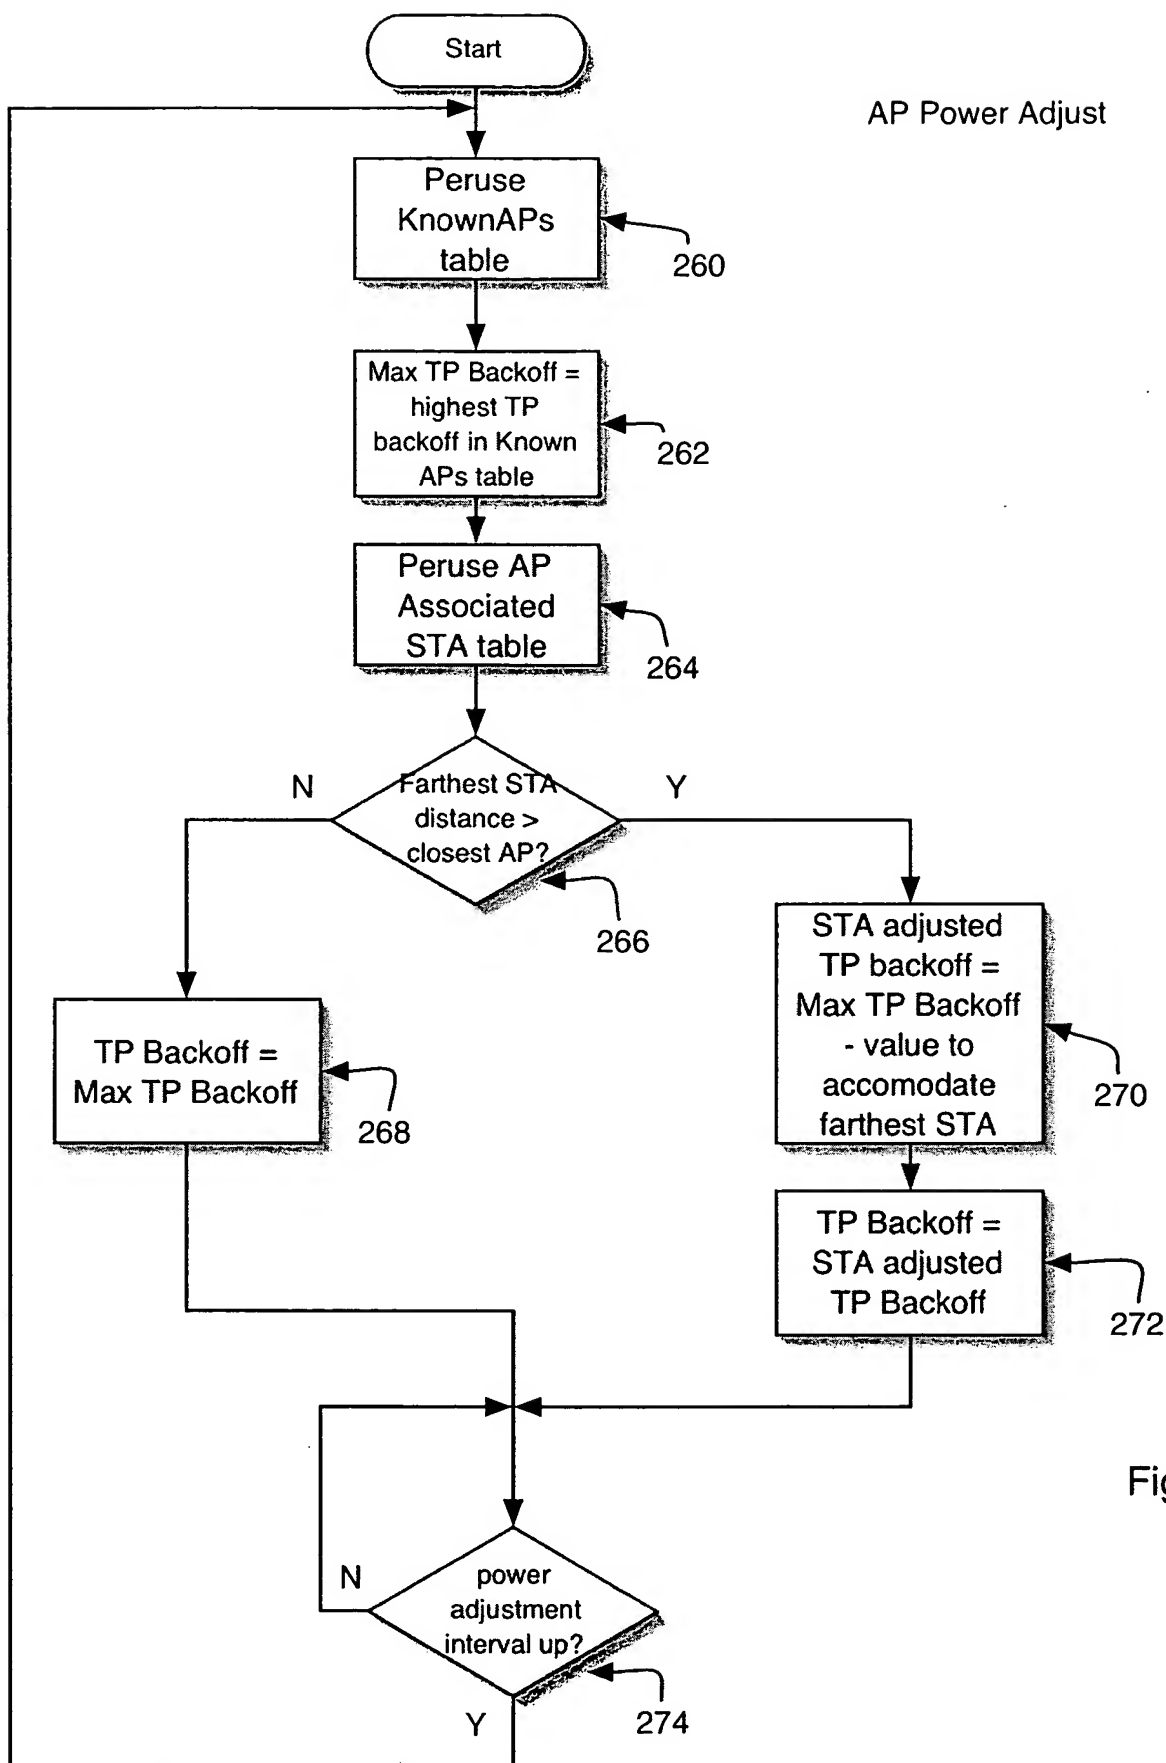 Start
AP Power Adjust
Peruse
KnownAPs
table
260
Max TP Backoff =
highest TP
backoff in Known
APs table
262
Peruse AP
Associated
STA table
264
N
Farthest STA
distance >
closest AP?
Y
266
STA adjusted
TP backoff =
Max TP Backoff
- value to
accomodate
farthest STA
270
TP Backoff =
Max TP Backoff
268
TP Backoff =
STA adjusted
TP Backoff
272
N
power
adjustment
interval up?
274
Y